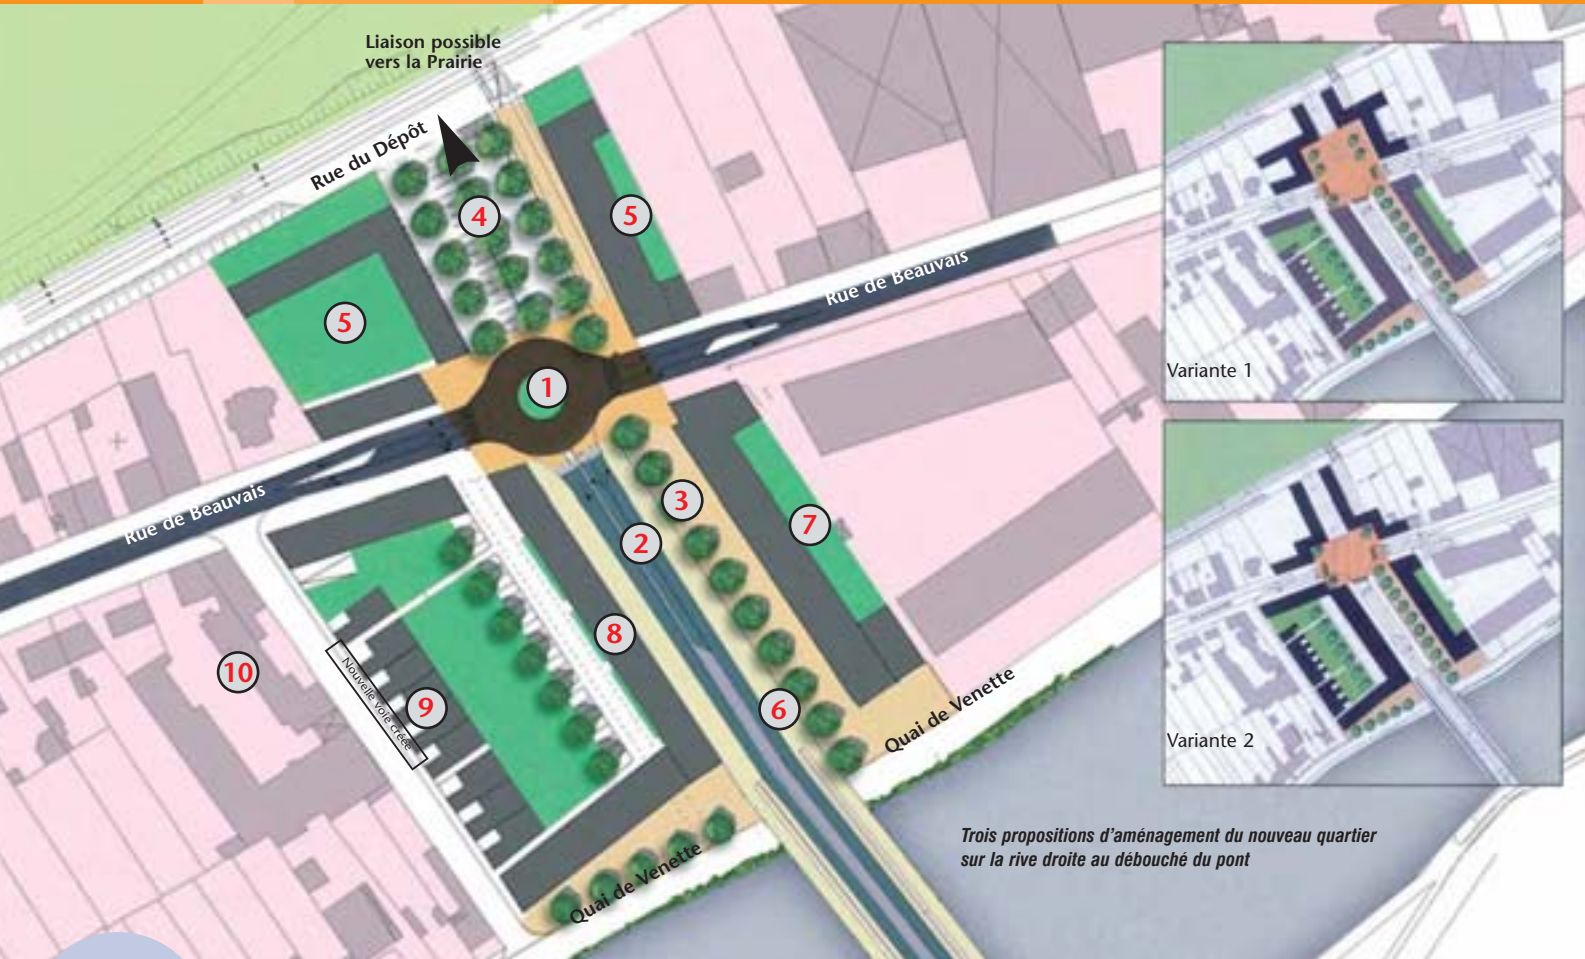 Liaison possible
vers la Prairie
Rue du Dépôt
4
5
5
Rue de Beauvais
1
Rue de Beauvais
3
2
7
8
10
Nouvelle voie créée
9
6
Quai de Venette
Quai de Venette
Variante 1
Variante 2
Trois propositions d'aménagement du nouveau quartier
sur la rive droite au débouché du pont